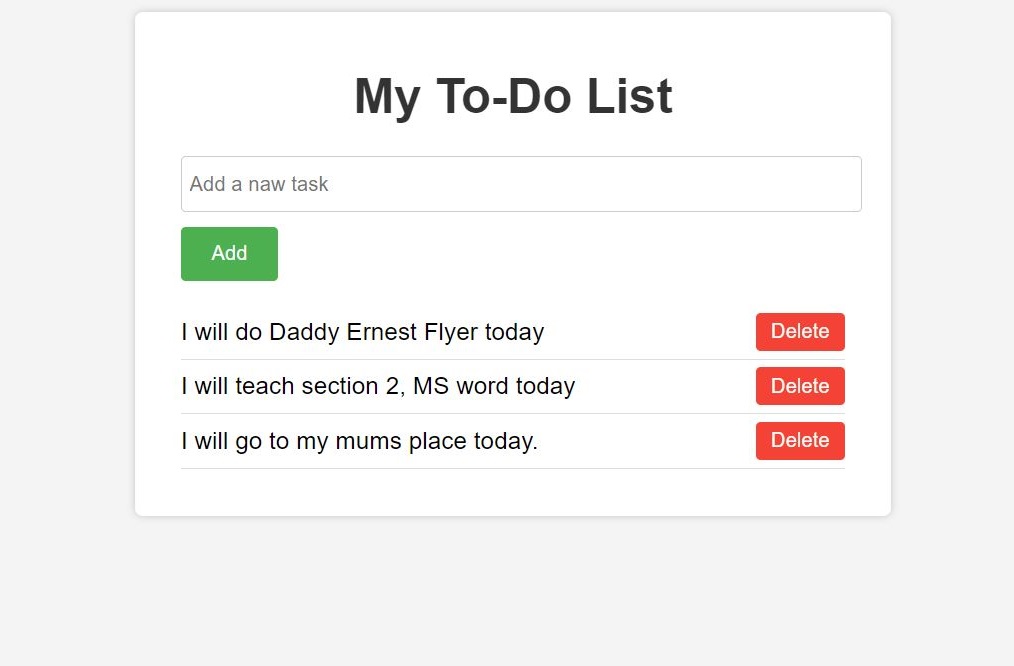 My To-Do List
Add a naw task
Add
I will do Daddy Ernest Flyer today
Delete
I will teach section 2, MS word today
Delete
I will go to my mums place today.
Delete